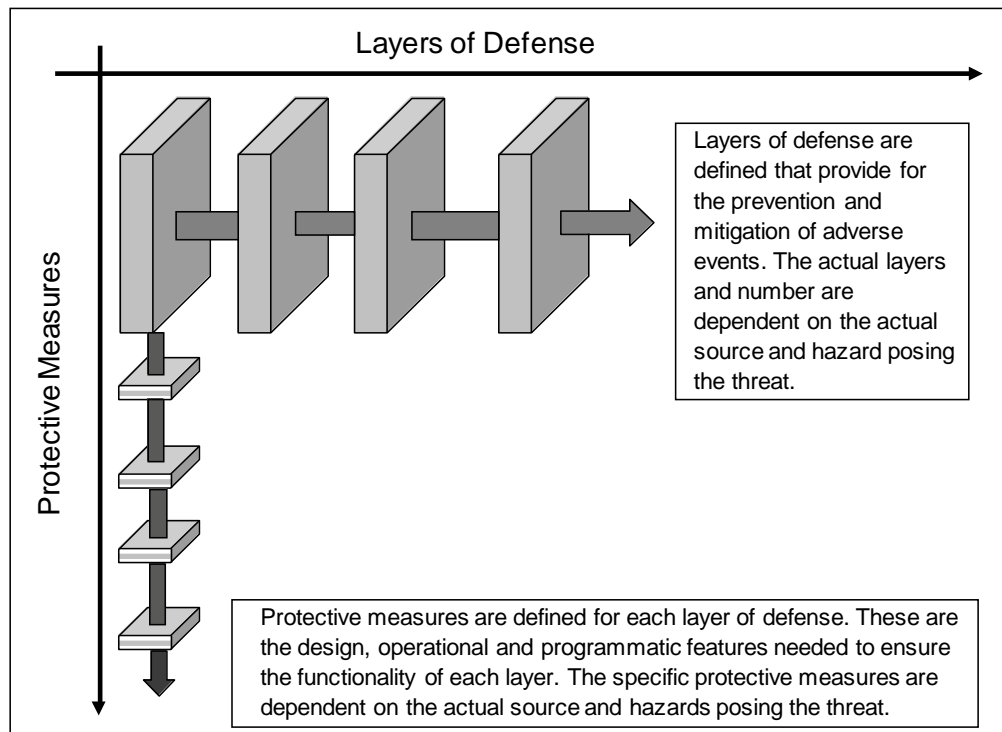 Layers of Defense
Protective Measures
Layers of defense are
defined that provide for
the prevention and
mitigation of adverse
events. The actual layers
and number are
dependent on the actual
source and hazard posing
the threat.
Protective measures are defined for each layer of defense. These are
the design, operational and programmatic features needed to ensure
the functionality of each layer. The specific protective measures are
dependent on the actual source and hazards posing the threat.